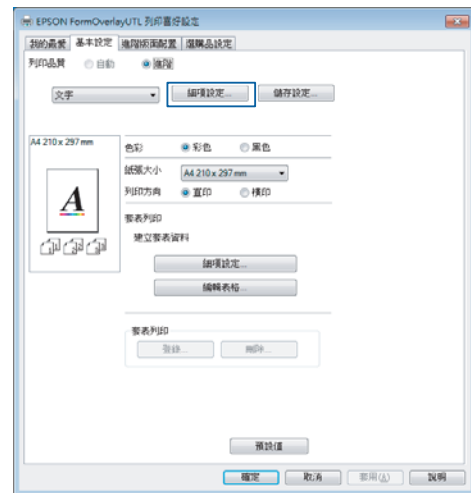 EPSON FormOverlayUTL 列印喜好設定
我的最愛 基本設定 進階版面配置 選購品設定
列印品質 自動 進階
文字 細項設定... 儲存設定...
A4 210 x 297 mm
色彩 彩色 黑色
紙張大小 A4 210 x 297 mm
列印方向 直印 橫印
A
套表列印
建立套表資料
細項設定...
編輯表格...
套表列印
登錄... 刪除...
預設值
確定 取消 套用(A) 說明